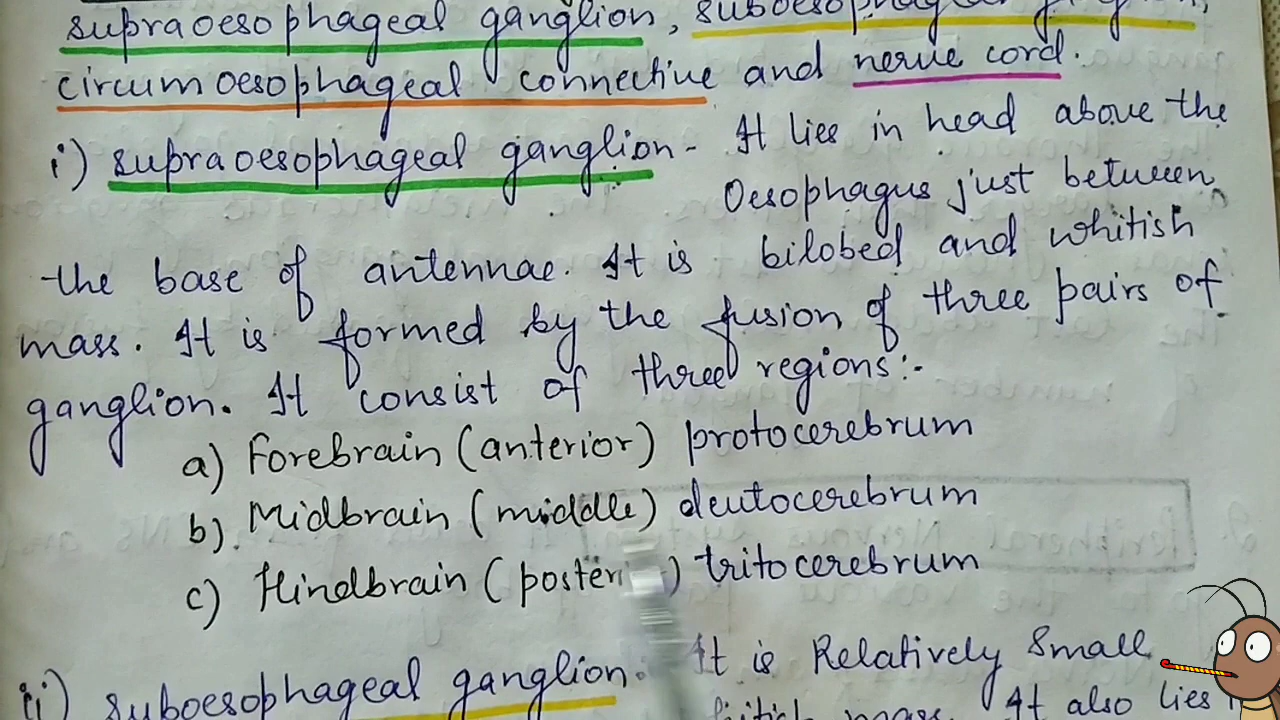 supraoesophageal ganglion, suboesophageal ganglion,
circumoesophageal connective and nerve cord.
i) supraoesophageal ganglion - It lies in head above the
Oesophagus just between
the base of antennae. It is bilobed and whitish
mass. It is formed by the fusion of three pairs of
ganglion. It consist of three regions:-
a) Forebrain (anterior) protocerebrum
b) Midbrain (middle) deutocerebrum
c) Hindbrain ( ) tritocerebrum
ii) suboesophageal ganglion. It is Relatively small
mass. It also lies